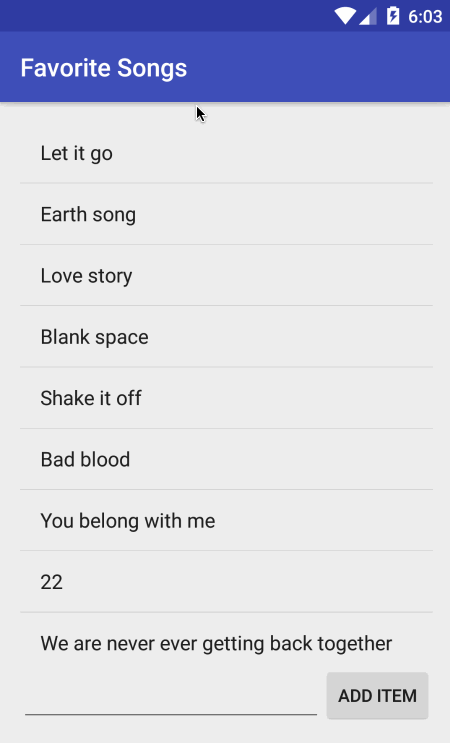 6:03
Favorite Songs
Let it go
Earth song
Love story
Blank space
Shake it off
Bad blood
You belong with me
22
We are never ever getting back together
ADD ITEM